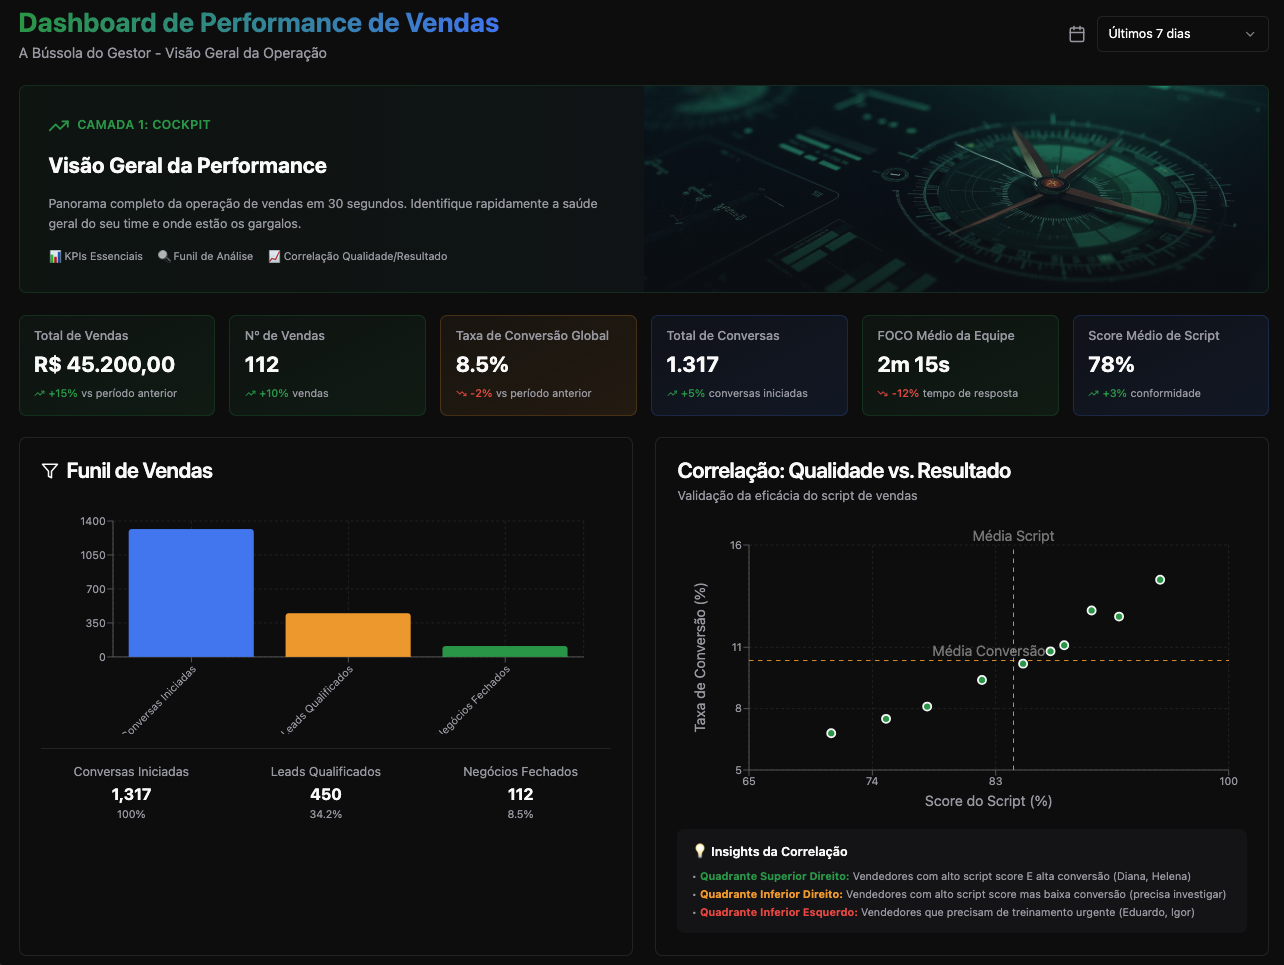 Dashboard de Performance de Vendas
A Bússola do Gestor - Visão Geral da Operação
Últimos 7 dias
CAMADA 1: COCKPIT
Visão Geral da Performance
Panorama completo da operação de vendas em 30 segundos. Identifique rapidamente a saúde
geral do seu time e onde estão os gargalos.
📊 KPIs Essenciais 🔍 Funil de Análise 📈 Correlação Qualidade/Resultado
Total de Vendas
R$ 45.200,00
+15% vs período anterior
Nº de Vendas
112
+10% vendas
Taxa de Conversão Global
8.5%
-2% vs período anterior
Total de Conversas
1.317
+5% conversas iniciadas
FOCO Médio da Equipe
2m 15s
-12% tempo de resposta
Score Médio de Script
78%
+3% conformidade
Funil de Vendas
1400
1050
700
350
0
onversas Iniciadas
Leads Qualificados
egócios Fechados
Conversas Iniciadas
1,317
100%
Leads Qualificados
450
34.2%
Negócios Fechados
112
8.5%
Correlação: Qualidade vs. Resultado
Validação da eficácia do script de vendas
Média Script
16
11
8
5
Taxa de Conversão (%)
Média Conversão
65 74 83 100
Score do Script (%)
💡 Insights da Correlação
• Quadrante Superior Direito: Vendedores com alto script score E alta conversão (Diana, Helena)
• Quadrante Inferior Direito: Vendedores com alto script score mas baixa conversão (precisa investigar)
• Quadrante Inferior Esquerdo: Vendedores que precisam de treinamento urgente (Eduardo, Igor)